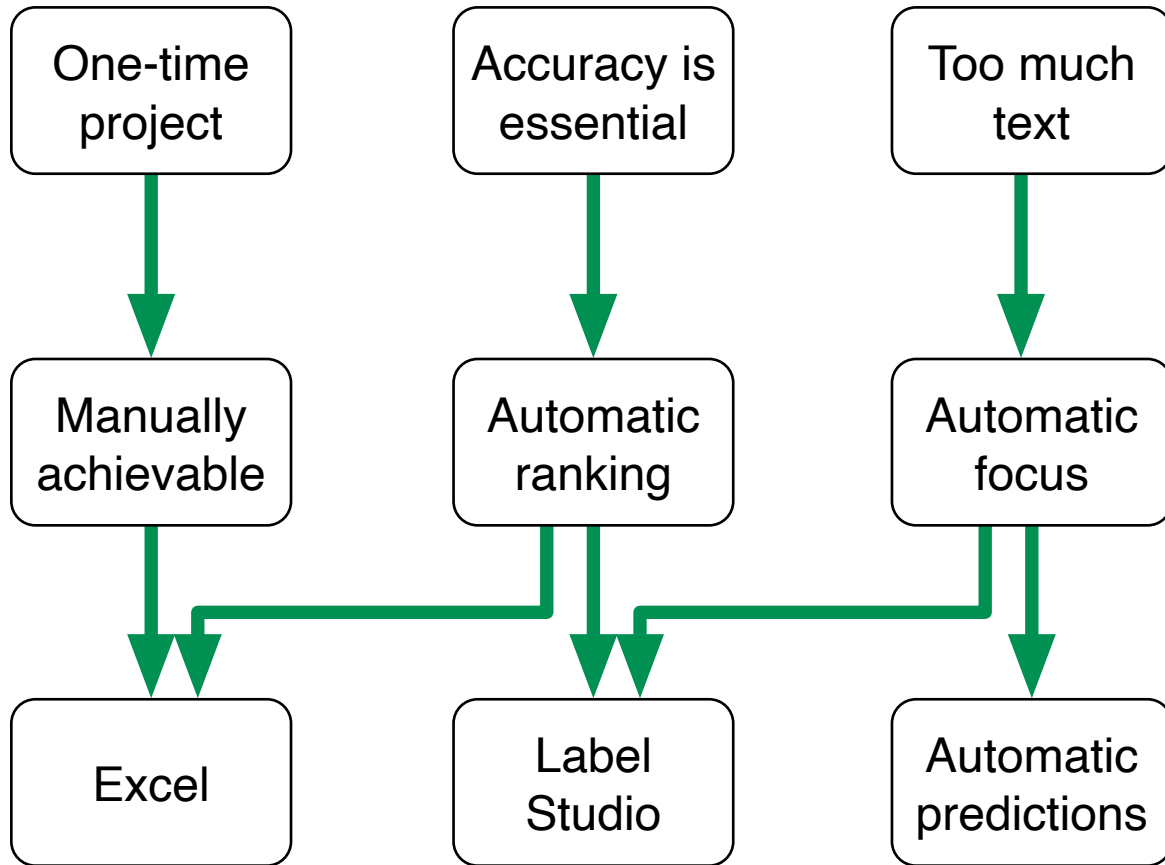 One-time
project
Accuracy is
essential
Too much
text
Manually
achievable
Automatic
ranking
Automatic
focus
Excel
Label
Studio
Automatic
predictions